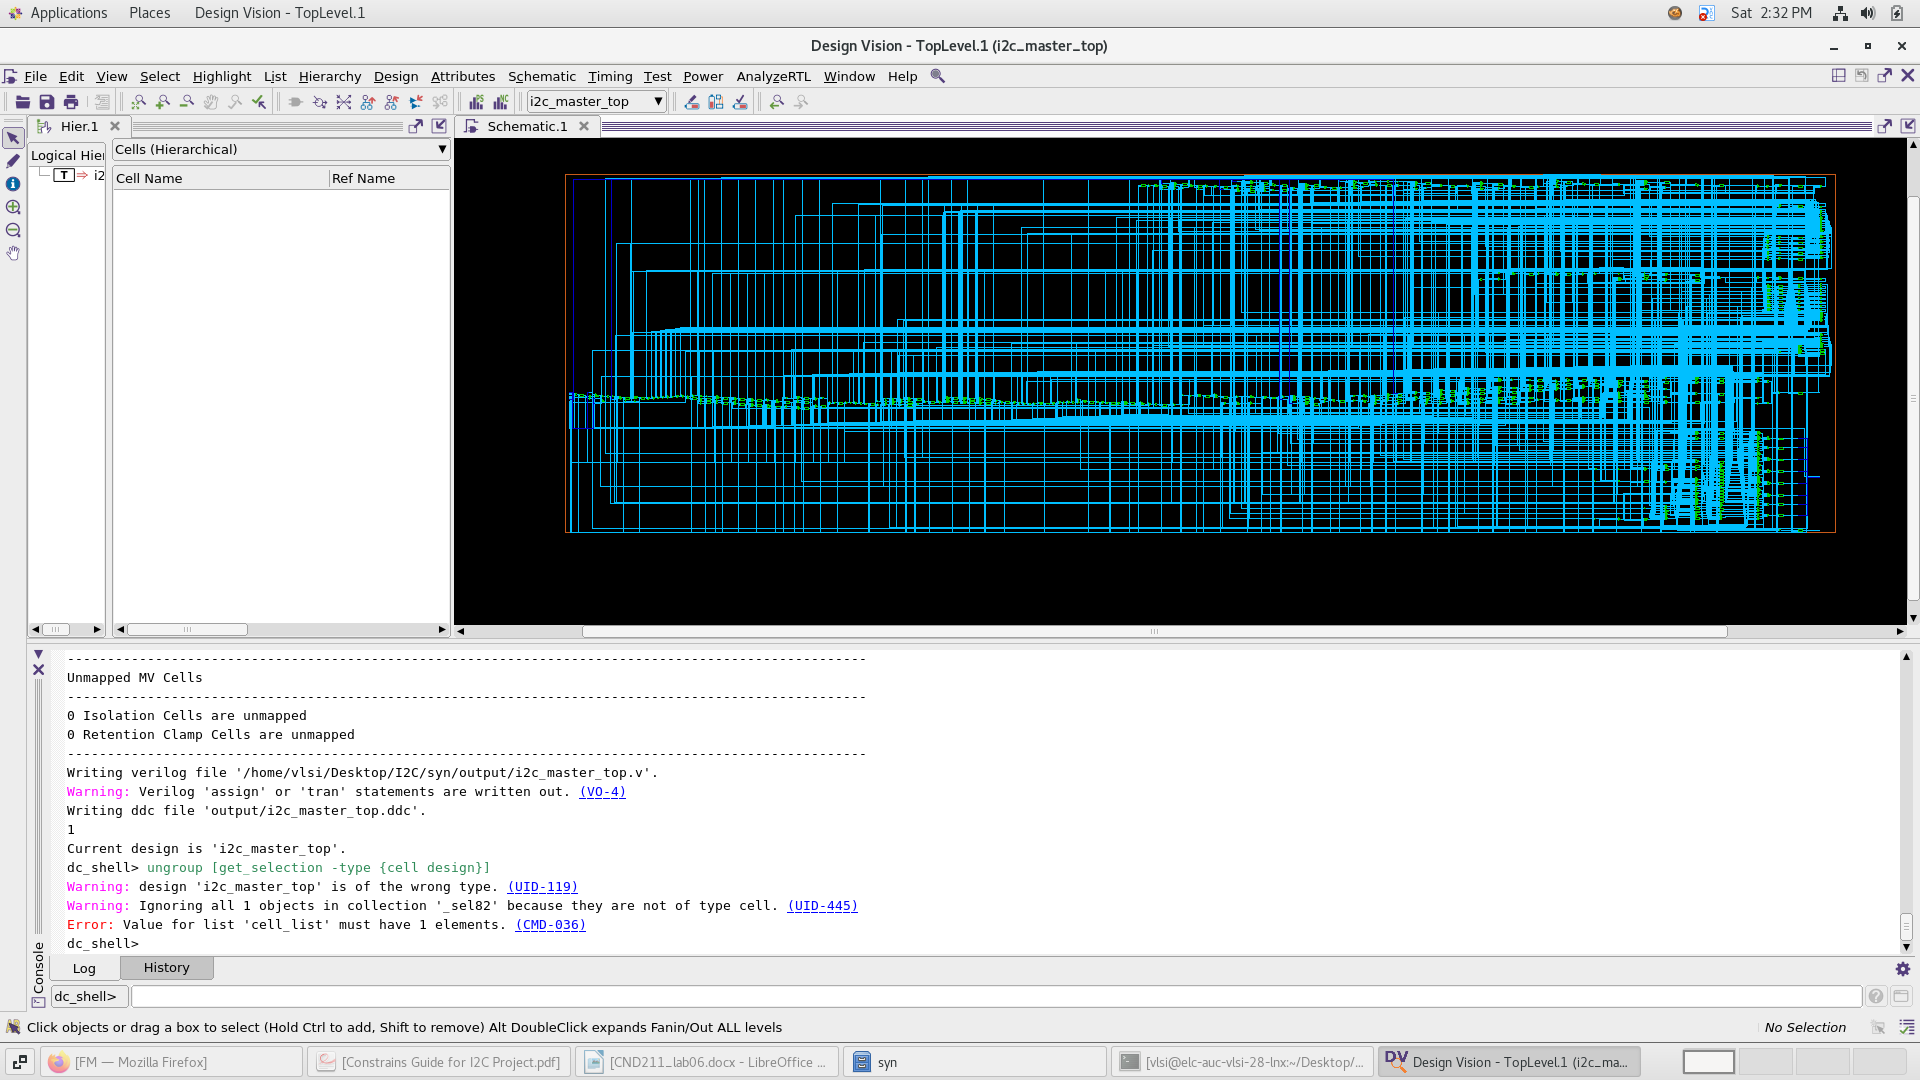 Applications Places Design Vision - TopLevel.1 Sat 2:32 PM
Design Vision - TopLevel.1 (i2c_master_top)
File Edit View Select Highlight List Hierarchy Design Attributes Schematic Timing Test Power AnalyzeRTL Window Help
i2c_master_top
Hier.1
Schematic.1
Logical Hier
T i2
Cells (Hierarchical)
Cell Name Ref Name
----------------------------------------------------------------------------------------------------
Unmapped MV Cells
----------------------------------------------------------------------------------------------------
0 Isolation Cells are unmapped
0 Retention Clamp Cells are unmapped
----------------------------------------------------------------------------------------------------
Writing verilog file '/home/vlsi/Desktop/I2C/syn/output/i2c_master_top.v'.
Warning: Verilog 'assign' or 'tran' statements are written out. (VO-4)
Writing ddc file 'output/i2c_master_top.ddc'.
1
Current design is 'i2c_master_top'.
dc_shell> ungroup [get_selection -type {cell design}]
Warning: design 'i2c_master_top' is of the wrong type. (UID-119)
Warning: Ignoring all 1 objects in collection '_sel82' because they are not of type cell. (UID-445)
Error: Value for list 'cell_list' must have 1 elements. (CMD-036)
dc_shell>
Console
Log History
dc_shell>
Click objects or drag a box to select (Hold Ctrl to add, Shift to remove) Alt DoubleClick expands Fanin/Out ALL levels
No Selection
[FM — Mozilla Firefox]
[Constrains Guide for I2C Project.pdf]
[CND211_lab06.docx - LibreOffice ...
syn
[vlsi@elc-auc-vlsi-28-lnx:~/Desktop/...
DV Design Vision - TopLevel.1 (i2c_ma...